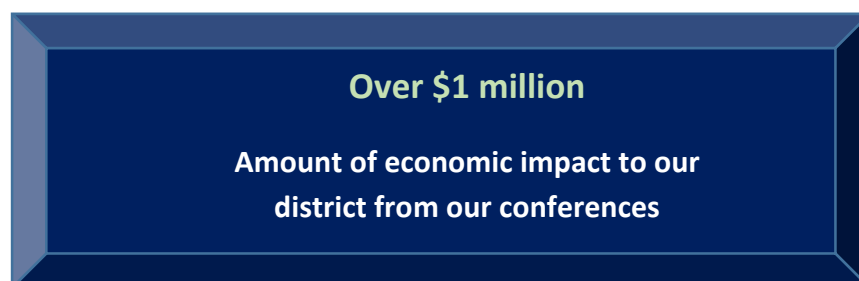 Over $1 million
Amount of economic impact to our
district from our conferences